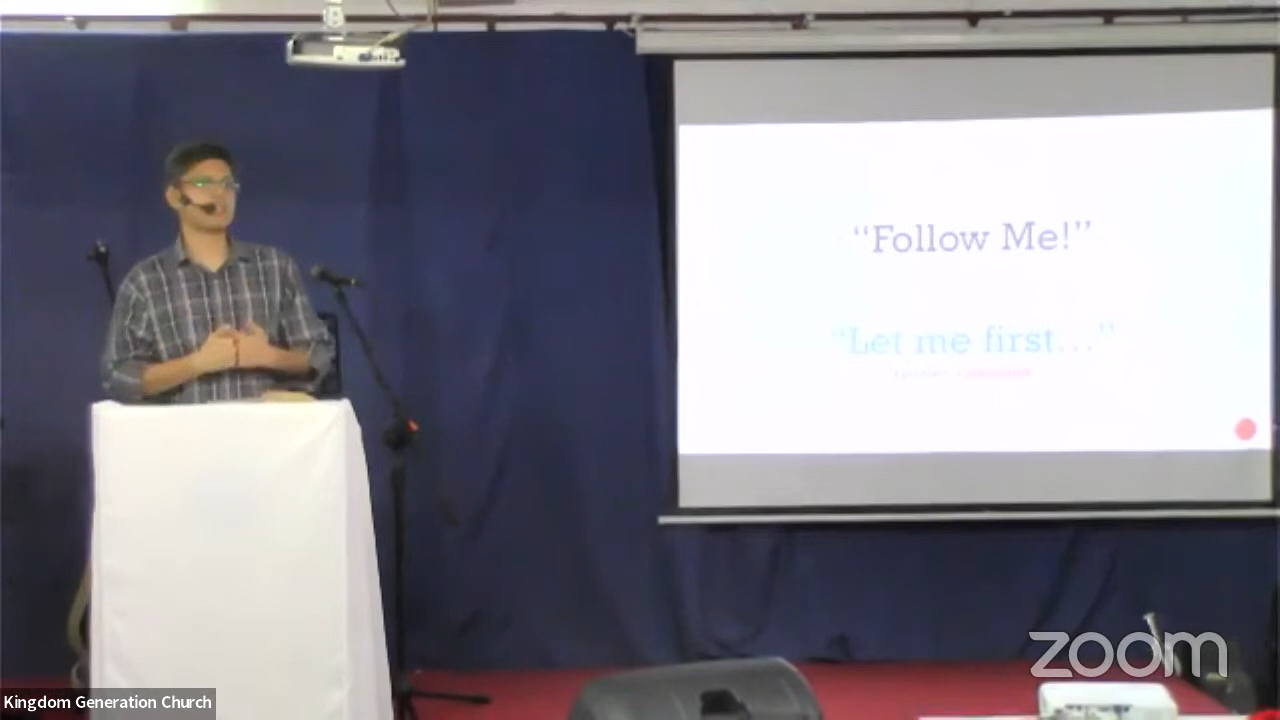 “Follow Me!”
“Let me first...”
zoom
Kingdom Generation Church